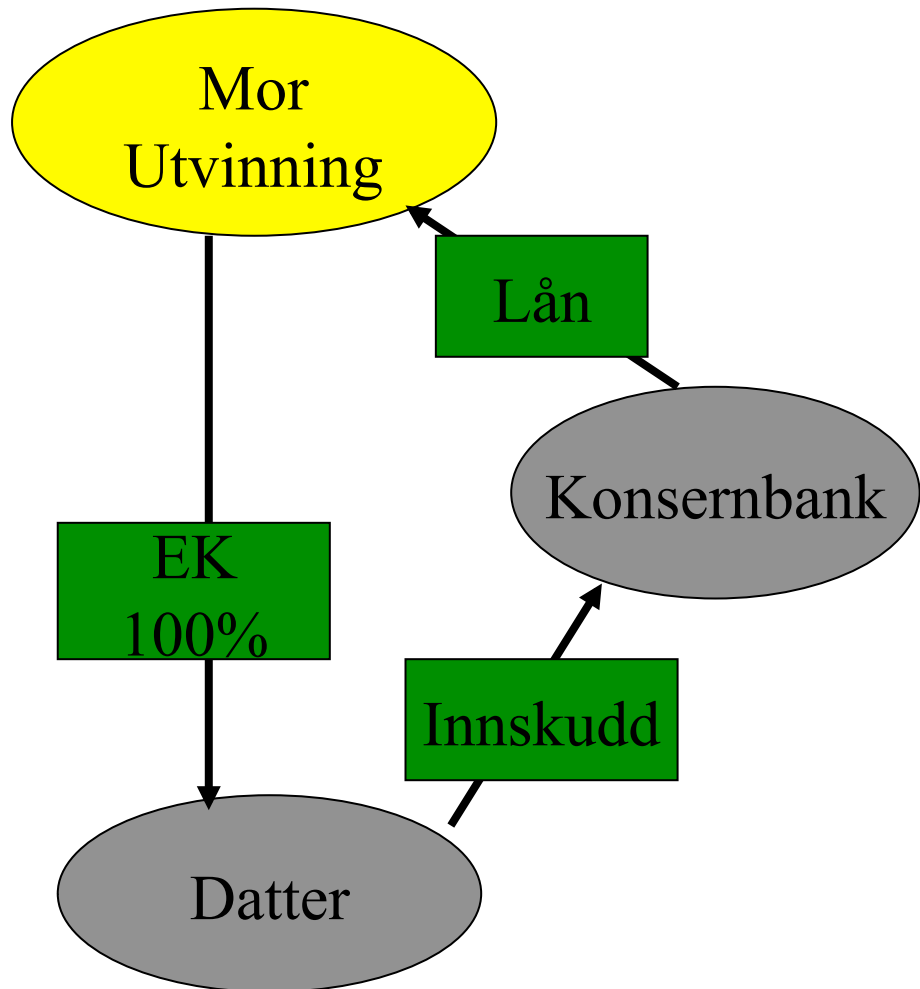 Mor
Utvinning
Lån
Konsernbank
EK
100%
Innskudd
Datter